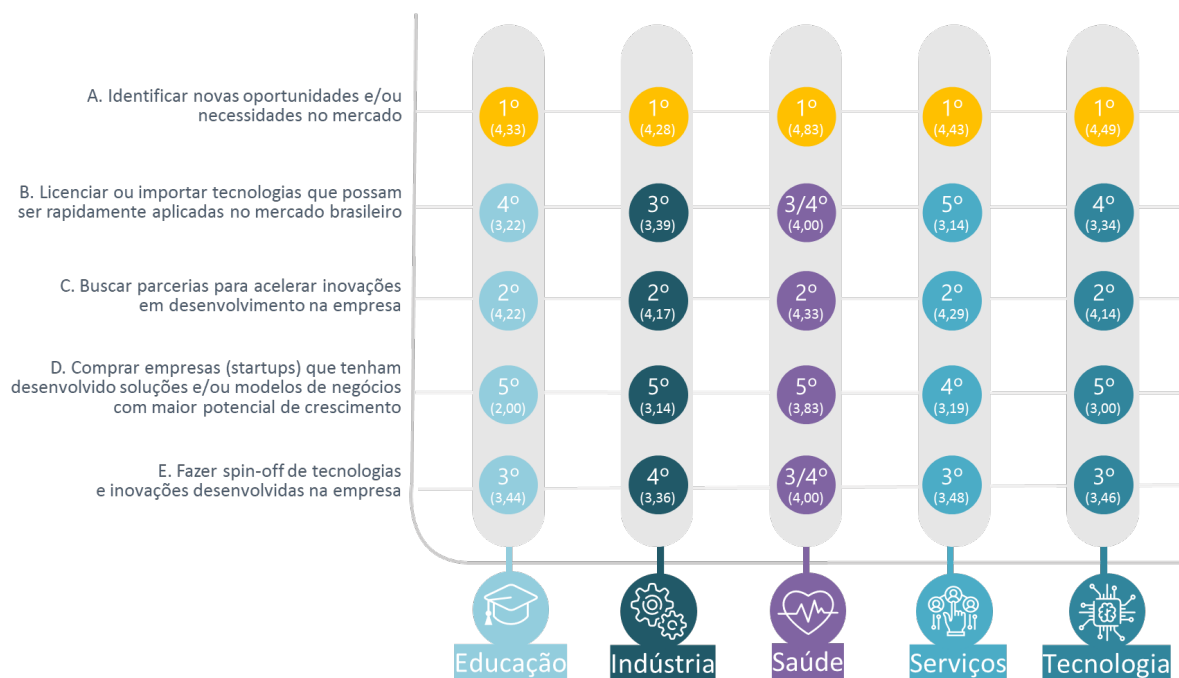 A. Identificar novas oportunidades e/ou
necessidades no mercado
1º 1º 1º 1º 1º
(4,33) (4,28) (4,83) (4,43) (4,49)
B. Licenciar ou importar tecnologias que possam
ser rapidamente aplicadas no mercado brasileiro
4º 3º 3/4º 5º 4º
(3,22) (3,39) (4,00) (3,14) (3,34)
C. Buscar parcerias para acelerar inovações
em desenvolvimento na empresa
2º 2º 2º 2º 2º
(4,22) (4,17) (4,33) (4,29) (4,14)
D. Comprar empresas (startups) que tenham
desenvolvido soluções e/ou modelos de negócios
com maior potencial de crescimento
5º 5º 5º 4º 5º
(2,00) (3,14) (3,83) (3,19) (3,00)
E. Fazer spin-off de tecnologias
e inovações desenvolvidas na empresa
3º 4º 3/4º 3º 3º
(3,44) (3,36) (4,00) (3,48) (3,46)
Educação Indústria Saúde Serviços Tecnologia